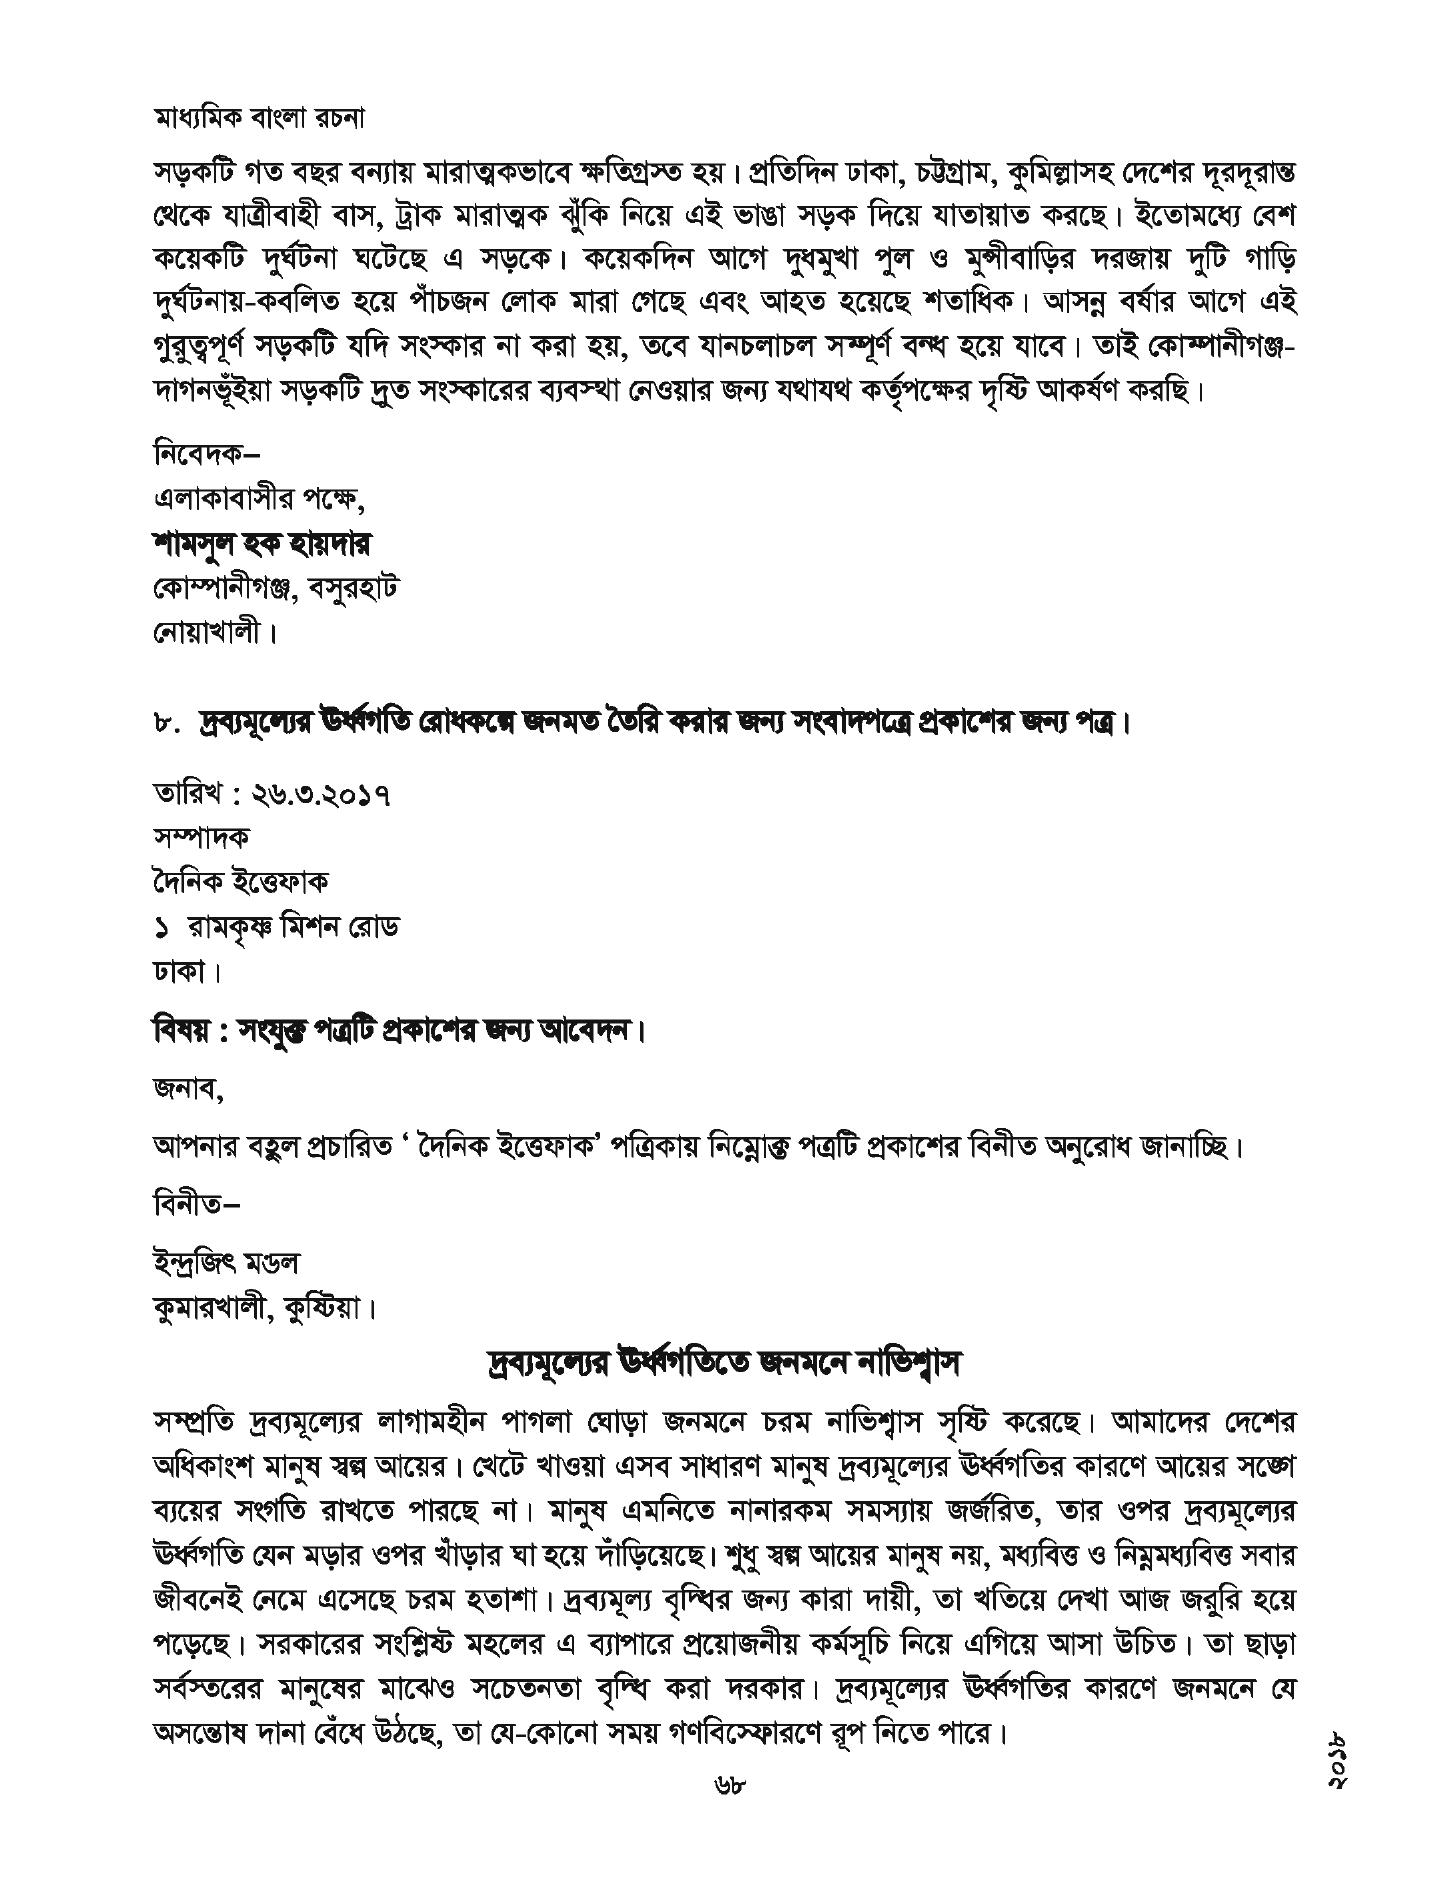 মাধ্যমিক বাংলা রচনা
সড়কটি গত বছর বন্যায় মারাত্মকভাবে ক্ষতিগ্রস্ত হয়। প্রতিদিন ঢাকা, চট্টগ্রাম, কুমিল্লাসহ দেশের দূরদূরান্ত
থেকে যাত্রীবাহী বাস, ট্রাক মারাত্মক ঝুঁকি নিয়ে এই ভাঙা সড়ক দিয়ে যাতায়াত করছে। ইতোমধ্যে বেশ
কয়েকটি দুর্ঘটনা ঘটেছে এ সড়কে। কয়েকদিন আগে দুধমুখা পুল ও মুন্সীবাড়ির দরজায় দুটি গাড়ি
দুর্ঘটনায়-কবলিত হয়ে পাঁচজন লোক মারা গেছে এবং আহত হয়েছে শতাধিক। আসন্ন বর্ষার আগে এই
গুরুত্বপূর্ণ সড়কটি যদি সংস্কার না করা হয়, তবে যানচলাচল সম্পূর্ণ বন্ধ হয়ে যাবে। তাই কোম্পানীগঞ্জ-
দাগনভূঁইয়া সড়কটি দ্রুত সংস্কারের ব্যবস্থা নেওয়ার জন্য যথাযথ কর্তৃপক্ষের দৃষ্টি আকর্ষণ করছি।
নিবেদক–
এলাকাবাসীর পক্ষে,
শামসুল হক হায়দার
কোম্পানীগঞ্জ, বসুরহাট
নোয়াখালী।
৮. দ্রব্যমূল্যের ঊর্ধ্বগতি রোধকল্পে জনমত তৈরি করার জন্য সংবাদপত্রে প্রকাশের জন্য পত্র।
তারিখ : ২৬.৩.২০১৭
সম্পাদক
দৈনিক ইত্তেফাক
১ রামকৃষ্ণ মিশন রোড
ঢাকা।
বিষয় : সংযুক্ত পত্রটি প্রকাশের জন্য আবেদন।
জনাব,
আপনার বহুল প্রচারিত ‘ দৈনিক ইত্তেফাক’ পত্রিকায় নিম্নোক্ত পত্রটি প্রকাশের বিনীত অনুরোধ জানাচ্ছি।
বিনীত–
ইন্দ্রজিৎ মণ্ডল
কুমারখালী, কুষ্টিয়া।
দ্রব্যমূল্যের ঊর্ধ্বগতিতে জনমনে নাভিশ্বাস
সম্প্রতি দ্রব্যমূল্যের লাগামহীন পাগলা ঘোড়া জনমনে চরম নাভিশ্বাস সৃষ্টি করেছে। আমাদের দেশের
অধিকাংশ মানুষ স্বল্প আয়ের। খেটে খাওয়া এসব সাধারণ মানুষ দ্রব্যমূল্যের ঊর্ধ্বগতির কারণে আয়ের সঙ্গে
ব্যয়ের সংগতি রাখতে পারছে না। মানুষ এমনিতে নানারকম সমস্যায় জর্জরিত, তার ওপর দ্রব্যমূল্যের
ঊর্ধ্বগতি যেন মড়ার ওপর খাঁড়ার ঘা হয়ে দাঁড়িয়েছে। শুধু স্বল্প আয়ের মানুষ নয়, মধ্যবিত্ত ও নিম্নমধ্যবিত্ত সবার
জীবনেই নেমে এসেছে চরম হতাশা। দ্রব্যমূল্য বৃদ্ধির জন্য কারা দায়ী, তা খতিয়ে দেখা আজ জরুরি হয়ে
পড়েছে। সরকারের সংশ্লিষ্ট মহলের এ ব্যাপারে প্রয়োজনীয় কর্মসূচি নিয়ে এগিয়ে আসা উচিত। তা ছাড়া
সর্বস্তরের মানুষের মাঝেও সচেতনতা বৃদ্ধি করা দরকার। দ্রব্যমূল্যের ঊর্ধ্বগতির কারণে জনমনে যে
অসন্তোষ দানা বেঁধে উঠছে, তা যে-কোনো সময় গণবিস্ফোরণে রূপ নিতে পারে।
৬৮
২০১৮